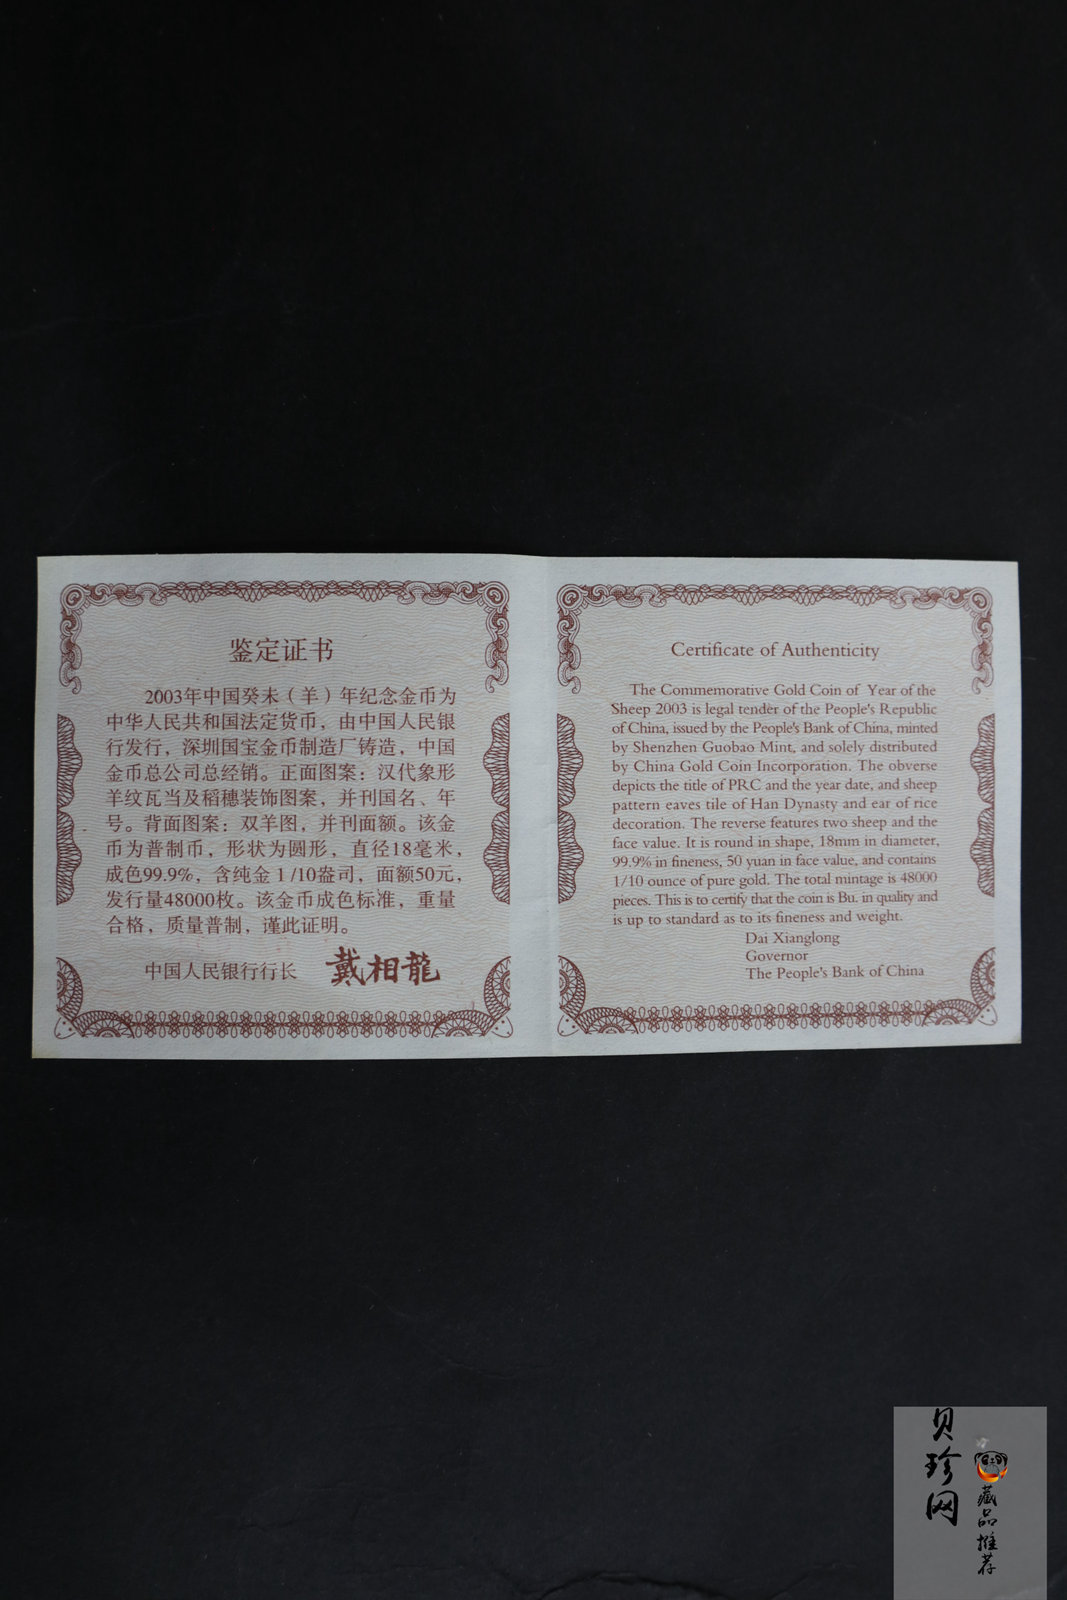 鉴定证书
2003年中国癸未（羊）年纪念金币为
中华人民共和国法定货币，由中国人民银
行发行，深圳国宝金币制造厂铸造，中国
金币总公司总经销。正面图案：汉代象形
羊纹瓦当及稻穗装饰图案，并刊国名、年
号。背面图案：双羊图，并刊面额。该金
币为普制币，形状为圆形，直径18毫米，
成色99.9%，含纯金1/10盎司，面额50元，
发行量48000枚。该金币成色标准，重量
合格，质量普制，谨此证明。
中国人民银行行长 戴相龍
Certificate of Authenticity
The Commemorative Gold Coin of Year of the
Sheep 2003 is legal tender of the People's Republic
of China, issued by the People's Bank of China, minted
by Shenzhen Guobao Mint, and solely distributed
by China Gold Coin Incorporation. The obverse
depicts the title of PRC and the year date, and sheep
pattern eaves tile of Han Dynasty and ear of rice
decoration. The reverse features two sheep and the
face value. It is round in shape, 18mm in diameter,
99.9% in fineness, 50 yuan in face value, and contains
1/10 ounce of pure gold. The total mintage is 48000
pieces. This is to certify that the coin is Bu. in quality and
is up to standard as to its fineness and weight.
Dai Xianglong
Governor
The People's Bank of China
贝珍网
藏品推荐